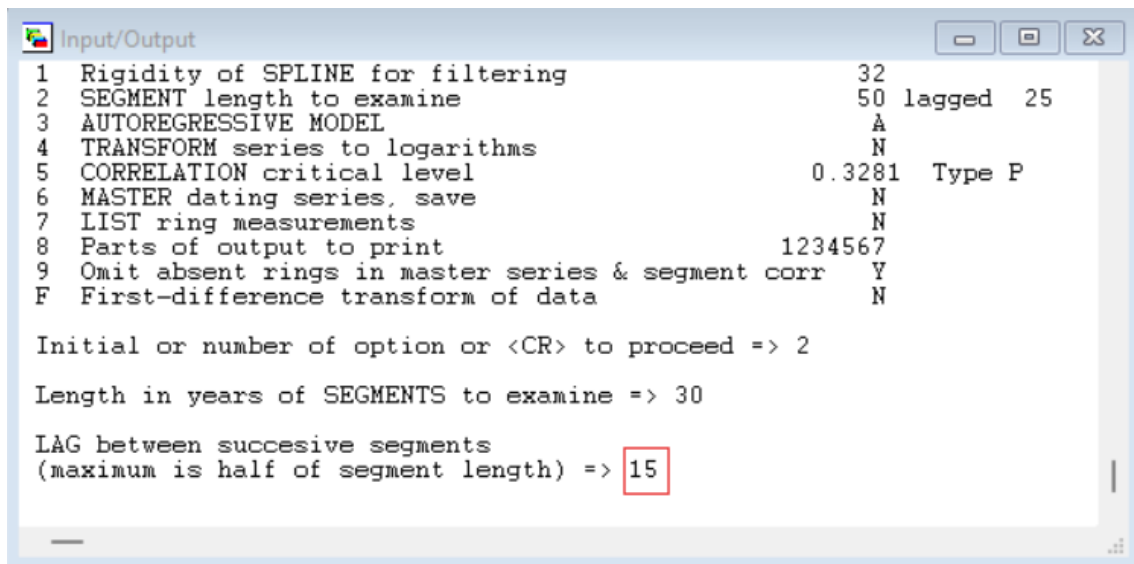 Input/Output
1 Rigidity of SPLINE for filtering 32
2 SEGMENT length to examine 50 lagged 25
3 AUTOREGRESSIVE MODEL A
4 TRANSFORM series to logarithms N
5 CORRELATION critical level 0.3281 Type P
6 MASTER dating series, save N
7 LIST ring measurements N
8 Parts of output to print 1234567
9 Omit absent rings in master series & segment corr Y
F First-difference transform of data N
Initial or number of option or <CR> to proceed => 2
Length in years of SEGMENTS to examine => 30
LAG between succesive segments
(maximum is half of segment length) => 15